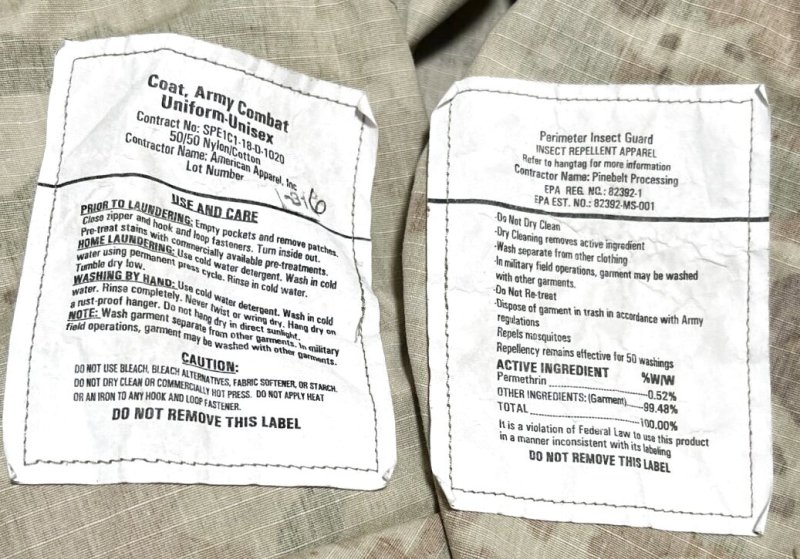 Coat, Army Combat
Uniform-Unisex
Contract No: SPE1C1-18-D-1020
50/50 Nylon/Cotton
Contractor Name: American Apparel, Inc
Lot Number
USE AND CARE
PRIOR TO LAUNDERING: Empty pockets and remove patches.
Close zipper and hook and loop fasteners. Turn inside out.
Pre-treat stains with commercially available pre-treatments.
HOME LAUNDERING: Use cold water detergent. Wash in cold
water using permanent press cycle. Rinse in cold water.
Tumble dry low.
WASHING BY HAND: Use cold water detergent. Wash in cold
water. Rinse completely. Never twist or wring dry. Hang dry on
a rust-proof hanger. Do not hang dry in direct sunlight.
NOTE: Wash garment separate from other garments. In military
field operations, garment may be washed with other garments.
CAUTION:
DO NOT USE BLEACH, BLEACH ALTERNATIVES, FABRIC SOFTENER, OR STARCH.
DO NOT DRY CLEAN OR COMMERCIALLY HOT PRESS. DO NOT APPLY HEAT
OR AN IRON TO ANY HOOK AND LOOP FASTENER.
DO NOT REMOVE THIS LABEL
Perimeter Insect Guard
INSECT REPELLENT APPAREL
Refer to hangtag for more information
Contractor Name: Pinebelt Processing
EPA REG. NO.: 82392-1
EPA EST. NO.: 82392-MS-001
·Do Not Dry Clean
·Dry Cleaning removes active ingredient
·Wash separate from other clothing
·In military field operations, garment may be washed
with other garments.
·Do Not Re-treat
·Dispose of garment in trash in accordance with Army
regulations
Repels mosquitoes
Repellency remains effective for 50 washings
ACTIVE INGREDIENT %W/W
Permethrin 0.52%
OTHER INGREDIENTS: (Garment) 99.48%
TOTAL 100.00%
It is a violation of Federal Law to use this product
in a manner inconsistent with its labeling
DO NOT REMOVE THIS LABEL